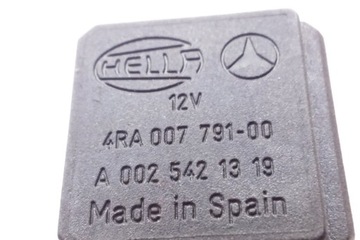 HELLA
12V
4RA 007 791-00
A 002 542 13 19
Made in Spain